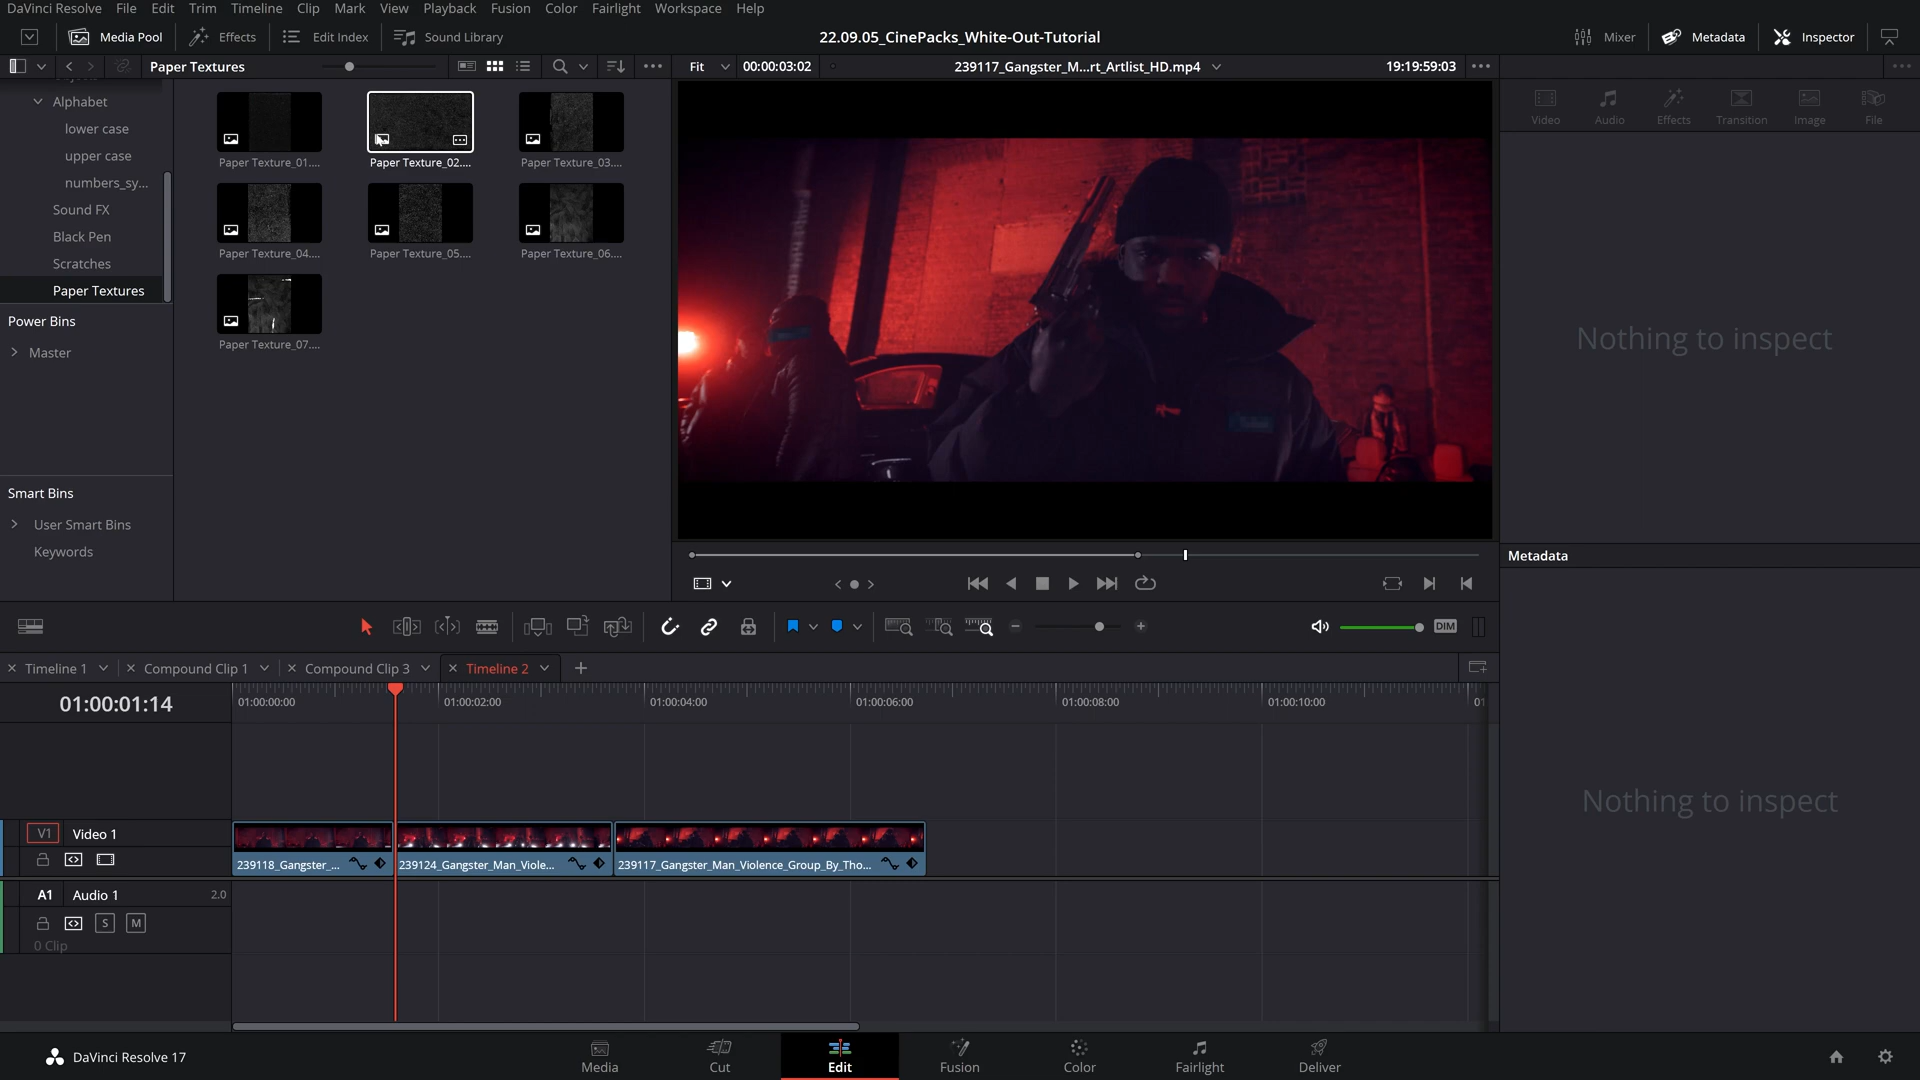 DaVinci Resolve File Edit Trim Timeline Clip Mark View Playback Fusion Color Fairlight Workspace Help
Media Pool Effects Edit Index Sound Library 22.09.05_CinePacks_White-Out-Tutorial Mixer Metadata Inspector
Paper Textures Fit 00:00:03:02 239117_Gangster_M...rt_Artlist_HD.mp4 19:19:59:03
Alphabet
lower case
upper case
numbers_sy...
Sound FX
Black Pen
Scratches
Paper Textures
Power Bins
Master
Smart Bins
User Smart Bins
Keywords
Paper Texture_01.... Paper Texture_02.... Paper Texture_03....
Paper Texture_04.... Paper Texture_05.... Paper Texture_06....
Paper Texture_07....
Video Audio Effects Transition Image File
Nothing to inspect
Metadata
Nothing to inspect
DIM
Timeline 1 Compound Clip 1 Compound Clip 3 Timeline 2
01:00:01:14 01:00:00:00 01:00:02:00 01:00:04:00 01:00:06:00 01:00:08:00 01:00:10:00 01
V1 Video 1
239118_Gangster_... 239124_Gangster_Man_Viole... 239117_Gangster_Man_Violence_Group_By_Tho...
A1 Audio 1 2.0
S M
0 Clip
DaVinci Resolve 17 Media Cut Edit Fusion Color Fairlight Deliver